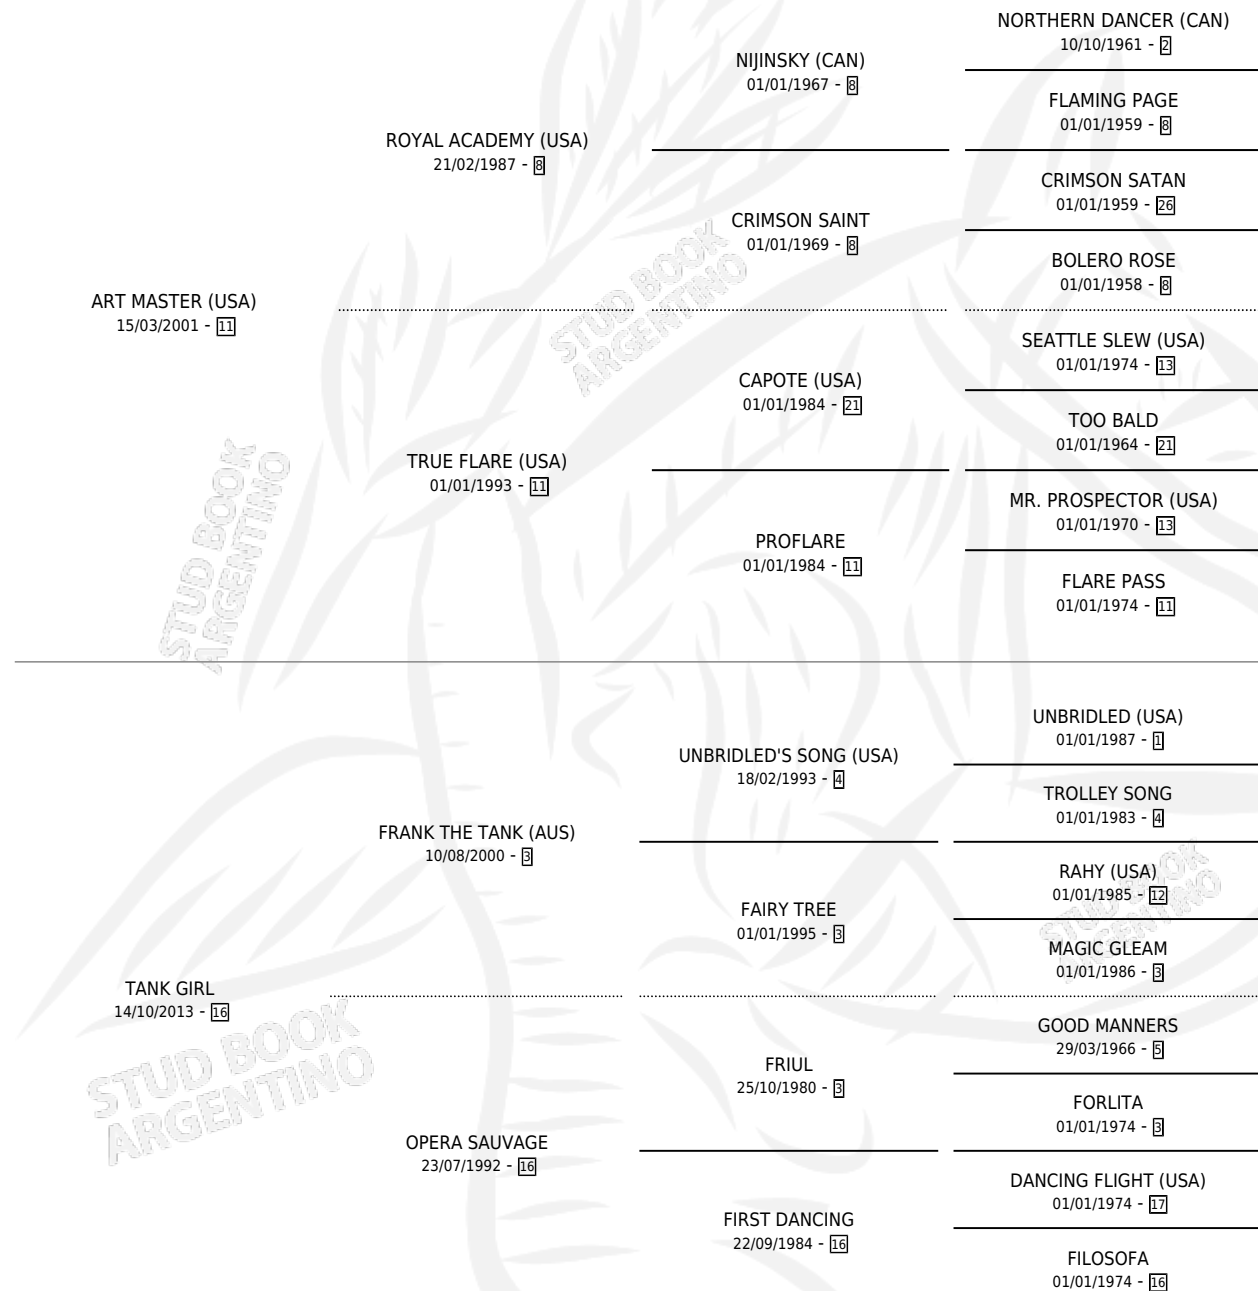 NORTHERN DANCER (CAN)
10/10/1961 - 2
NIJINSKY (CAN)
01/01/1967 - 8
FLAMING PAGE
01/01/1959 - 8
ROYAL ACADEMY (USA)
21/02/1987 - 8
CRIMSON SATAN
01/01/1959 - 26
CRIMSON SAINT
01/01/1969 - 8
BOLERO ROSE
01/01/1958 - 8
STUD BOOK
ARGENTINO
ART MASTER (USA)
15/03/2001 - 11
SEATTLE SLEW (USA)
01/01/1974 - 13
CAPOTE (USA)
01/01/1984 - 21
TOO BALD
01/01/1964 - 21
TRUE FLARE (USA)
01/01/1993 - 11
MR. PROSPECTOR (USA)
01/01/1970 - 13
PROFLARE
01/01/1984 - 11
FLARE PASS
01/01/1974 - 11
STUD BOOK
ARGENTINO
UNBRIDLED (USA)
01/01/1987 - 1
UNBRIDLED'S SONG (USA)
18/02/1993 - 4
TROLLEY SONG
01/01/1983 - 4
FRANK THE TANK (AUS)
10/08/2000 - 3
RAHY (USA)
01/01/1985 - 12
FAIRY TREE
01/01/1995 - 3
MAGIC GLEAM
01/01/1986 - 3
STUD BOOK
ARGENTINO
TANK GIRL
14/10/2013 - 16
GOOD MANNERS
29/03/1966 - 5
FRIUL
25/10/1980 - 3
FORLITA
01/01/1974 - 3
STUD BOOK
ARGENTINO
OPERA SAUVAGE
23/07/1992 - 16
DANCING FLIGHT (USA)
01/01/1974 - 17
FIRST DANCING
22/09/1984 - 16
FILOSOFA
01/01/1974 - 16